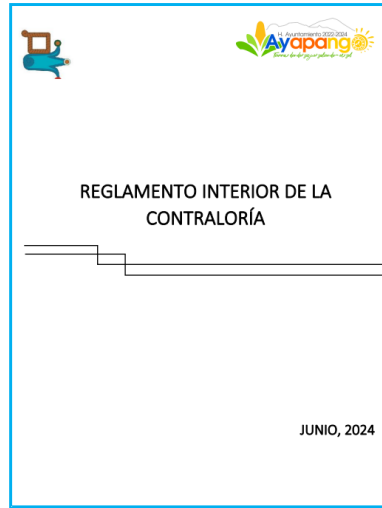 H. Ayuntamiento 2022-2024
Ayapango
REGLAMENTO INTERIOR DE LA
CONTRALORÍA
JUNIO, 2024